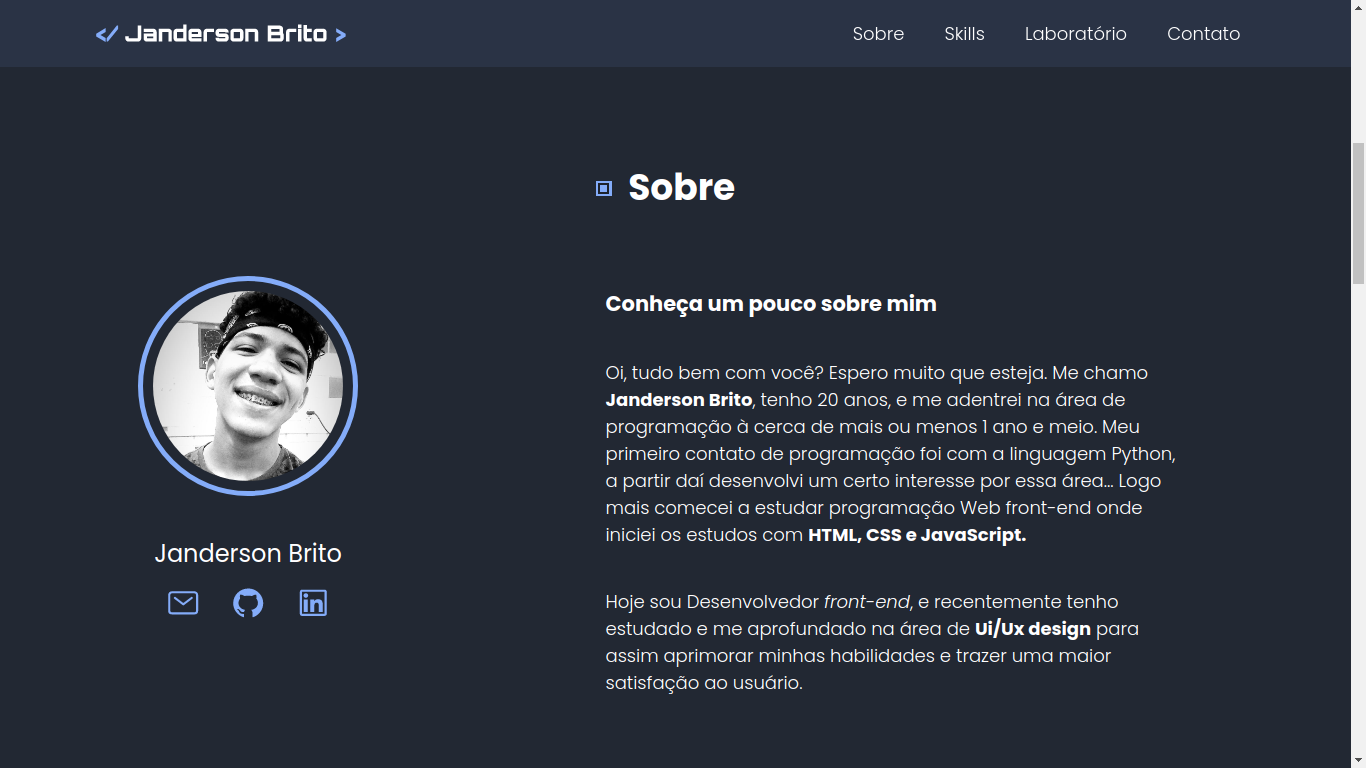 </ Janderson Brito >
Sobre Skills Laboratório Contato
Sobre
Janderson Brito
Conheça um pouco sobre mim
Oi, tudo bem com você? Espero muito que esteja. Me chamo
Janderson Brito, tenho 20 anos, e me adentrei na área de
programação à cerca de mais ou menos 1 ano e meio. Meu
primeiro contato de programação foi com a linguagem Python,
a partir daí desenvolvi um certo interesse por essa área... Logo
mais comecei a estudar programação Web front-end onde
iniciei os estudos com HTML, CSS e JavaScript.
Hoje sou Desenvolvedor front-end, e recentemente tenho
estudado e me aprofundado na área de Ui/Ux design para
assim aprimorar minhas habilidades e trazer uma maior
satisfação ao usuário.